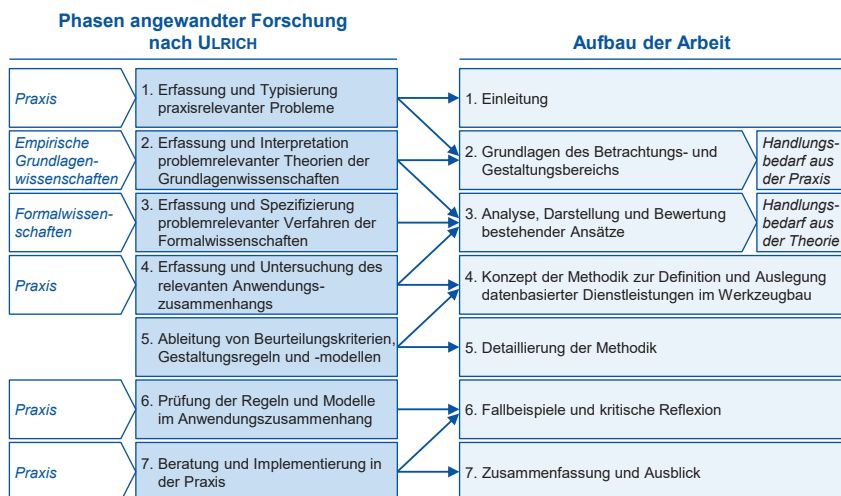 Phasen angewandter Forschung
nach ULRICH
Aufbau der Arbeit
Praxis
1. Erfassung und Typisierung
praxisrelevanter Probleme
1. Einleitung
Empirische
Grundlagen-
wissenschaften
2. Erfassung und Interpretation
problemrelevanter Theorien der
Grundlagenwissenschaften
2. Grundlagen des Betrachtungs- und
Gestaltungsbereichs
Handlungs-
bedarf aus
der Praxis
Formalwissen-
schaften
3. Erfassung und Spezifizierung
problemrelevanter Verfahren der
Formalwissenschaften
3. Analyse, Darstellung und Bewertung
bestehender Ansätze
Handlungs-
bedarf aus
der Theorie
Praxis
4. Erfassung und Untersuchung des
relevanten Anwendungs-
zusammenhangs
4. Konzept der Methodik zur Definition und Auslegung
datenbasierter Dienstleistungen im Werkzeugbau
5. Ableitung von Beurteilungskriterien,
Gestaltungsregeln und -modellen
5. Detaillierung der Methodik
Praxis
6. Prüfung der Regeln und Modelle
im Anwendungszusammenhang
6. Fallbeispiele und kritische Reflexion
Praxis
7. Beratung und Implementierung in
der Praxis
7. Zusammenfassung und Ausblick